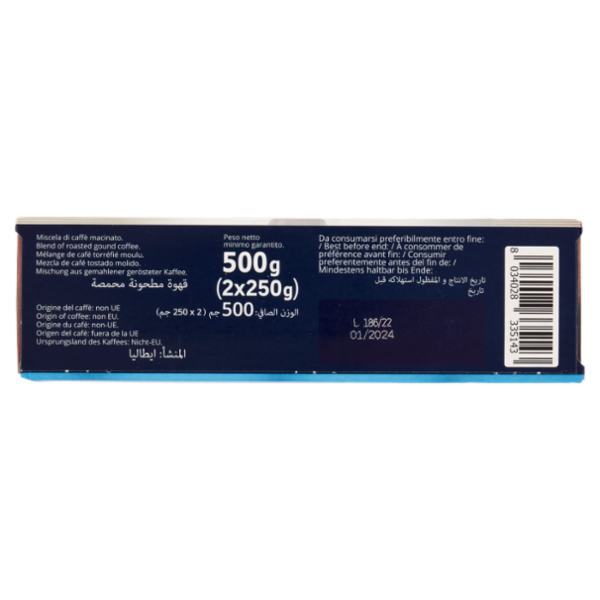 Miscela di caffè macinato.
Blend of roasted gound coffee.
Mélange de café torréfié moulu.
Mezcla de café tostado molido.
Mischung aus gemahlener gerösteter Kaffee.
قهوة مطحونة محمصة
Origine del caffè: non UE
Origin of coffee: non EU.
Origine du café: non-UE.
Origen del café: fuera de la UE
Ursprungsland des Kaffees: Nicht-EU.
المنشأ: ايطاليا
Peso netto
minimo garantito.
500g
(2x250g)
الوزن الصافي: 500 جم ( 2 x 250 جم)
Da consumarsi preferibilmente entro fine:
/ Best before end: / À consommer de
préférence avant fin: / Consumir
preferentemente antes del fin de: /
Mindestens haltbar bis Ende:
تاريخ الانتاج و المفظول استهلاكه قبل
تاريخ
L 186/22
01/2024
8 034028 335143